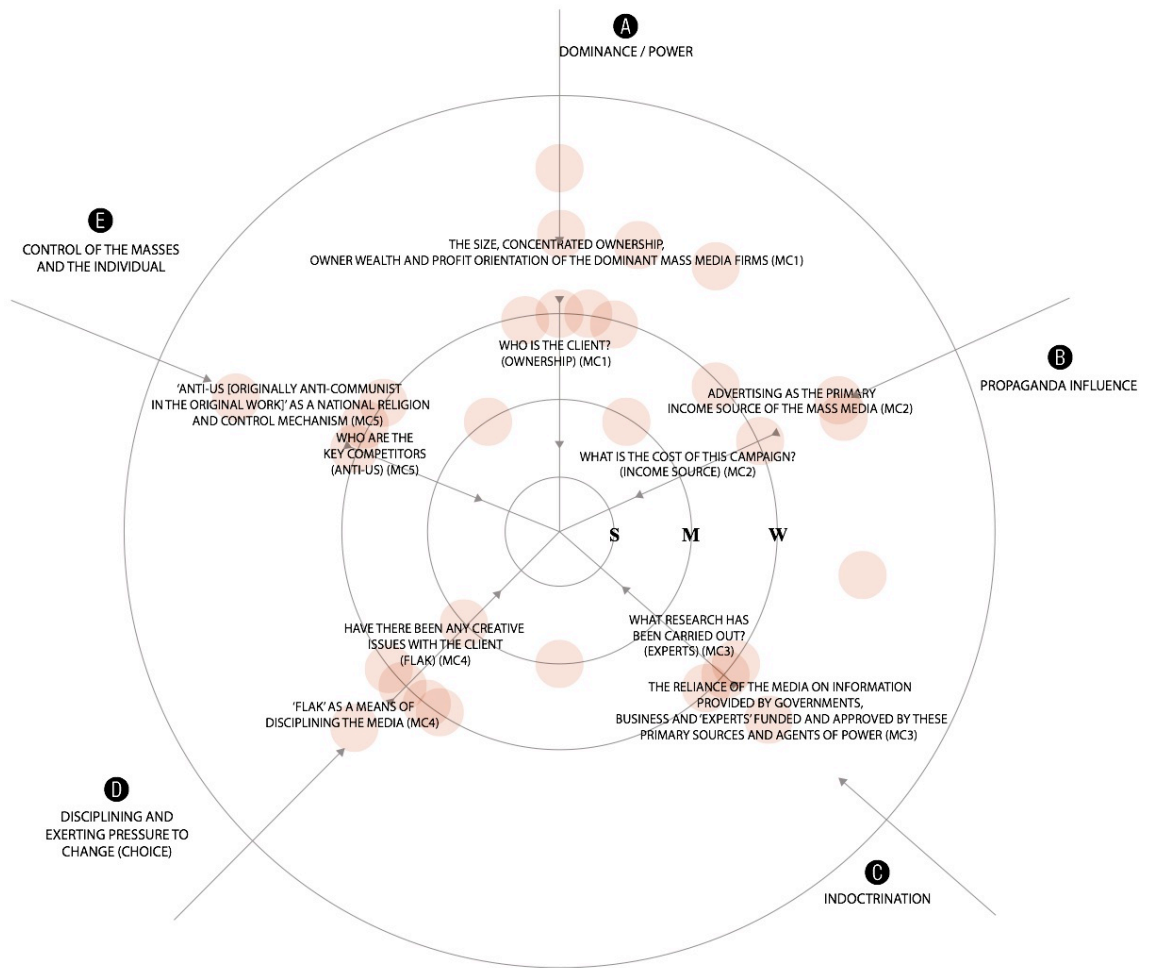 A
DOMINANCE / POWER
E
CONTROL OF THE MASSES
AND THE INDIVIDUAL
THE SIZE, CONCENTRATED OWNERSHIP,
OWNER WEALTH AND PROFIT ORIENTATION OF THE DOMINANT MASS MEDIA FIRMS (MC1)
WHO IS THE CLIENT?
(OWNERSHIP) (MC1)
B
PROPAGANDA INFLUENCE
'ANTI-US [ORIGINALLY ANTI-COMMUNIST
IN THE ORIGINAL WORK]' AS A NATIONAL RELIGION
AND CONTROL MECHANISM (MC5)
ADVERTISING AS THE PRIMARY
INCOME SOURCE OF THE MASS MEDIA (MC2)
WHO ARE THE
KEY COMPETITORS
(ANTI-US) (MC5)
WHAT IS THE COST OF THIS CAMPAIGN?
(INCOME SOURCE) (MC2)
S
M
W
HAVE THERE BEEN ANY CREATIVE
ISSUES WITH THE CLIENT
(FLAK) (MC4)
WHAT RESEARCH HAS
BEEN CARRIED OUT?
(EXPERTS) (MC3)
'FLAK' AS A MEANS OF
DISCIPLINING THE MEDIA (MC4)
THE RELIANCE OF THE MEDIA ON INFORMATION
PROVIDED BY GOVERNMENTS,
BUSINESS AND 'EXPERTS' FUNDED AND APPROVED BY THESE
PRIMARY SOURCES AND AGENTS OF POWER (MC3)
D
DISCIPLINING AND
EXERTING PRESSURE TO
CHANGE (CHOICE)
C
INDOCTRINATION